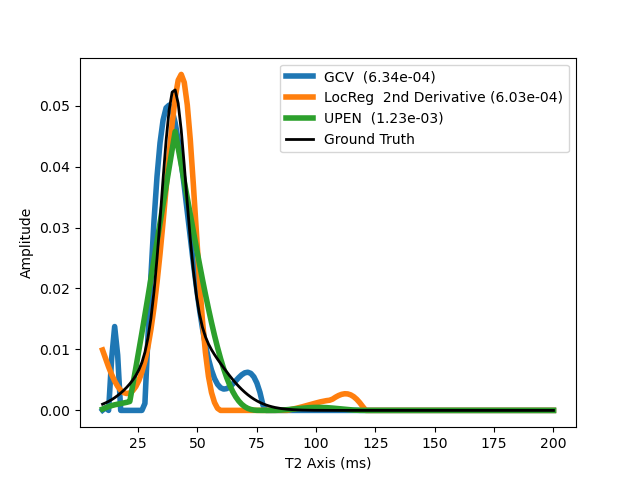 GCV (6.34e-04)
LocReg 2nd Derivative (6.03e-04)
UPEN (1.23e-03)
Ground Truth
0.05
0.04
0.03
0.02
0.01
0.00
Amplitude
25 50 75 100 125 150 175 200
T2 Axis (ms)